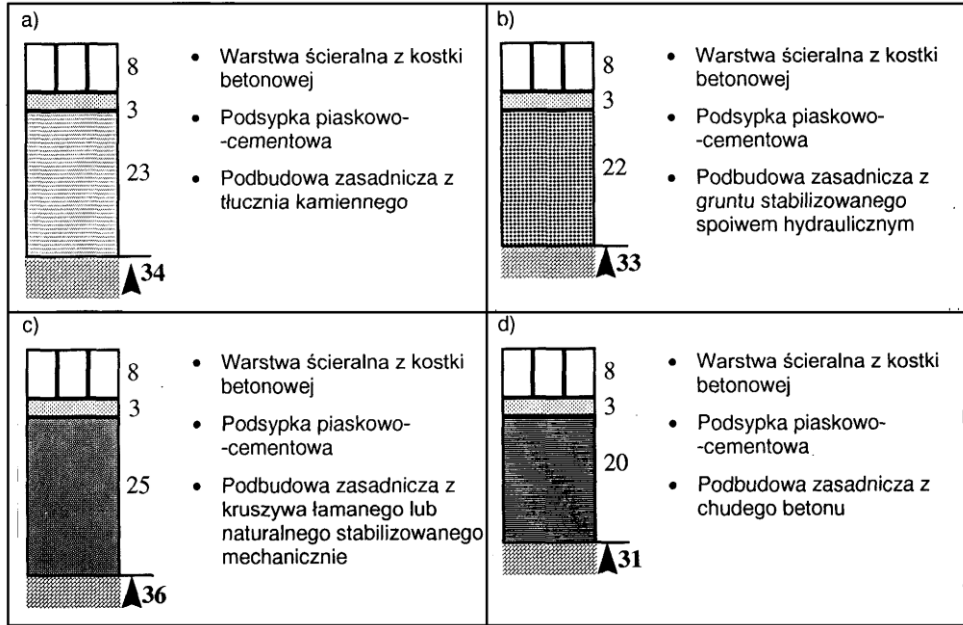 a)
8
3
23
34
• Warstwa ścieralna z kostki
betonowej
• Podsypka piaskowo-
-cementowa
• Podbudowa zasadnicza z
tłucznia kamiennego
b)
8
3
22
33
• Warstwa ścieralna z kostki
betonowej
• Podsypka piaskowo-
-cementowa
• Podbudowa zasadnicza z
gruntu stabilizowanego
spoiwem hydraulicznym
c)
8
3
25
36
• Warstwa ścieralna z kostki
betonowej
• Podsypka piaskowo-
-cementowa
• Podbudowa zasadnicza z
kruszywa łamanego lub
naturalnego stabilizowanego
mechanicznie
d)
8
3
20
31
• Warstwa ścieralna z kostki
betonowej
• Podsypka piaskowo-
-cementowa
• Podbudowa zasadnicza z
chudego betonu